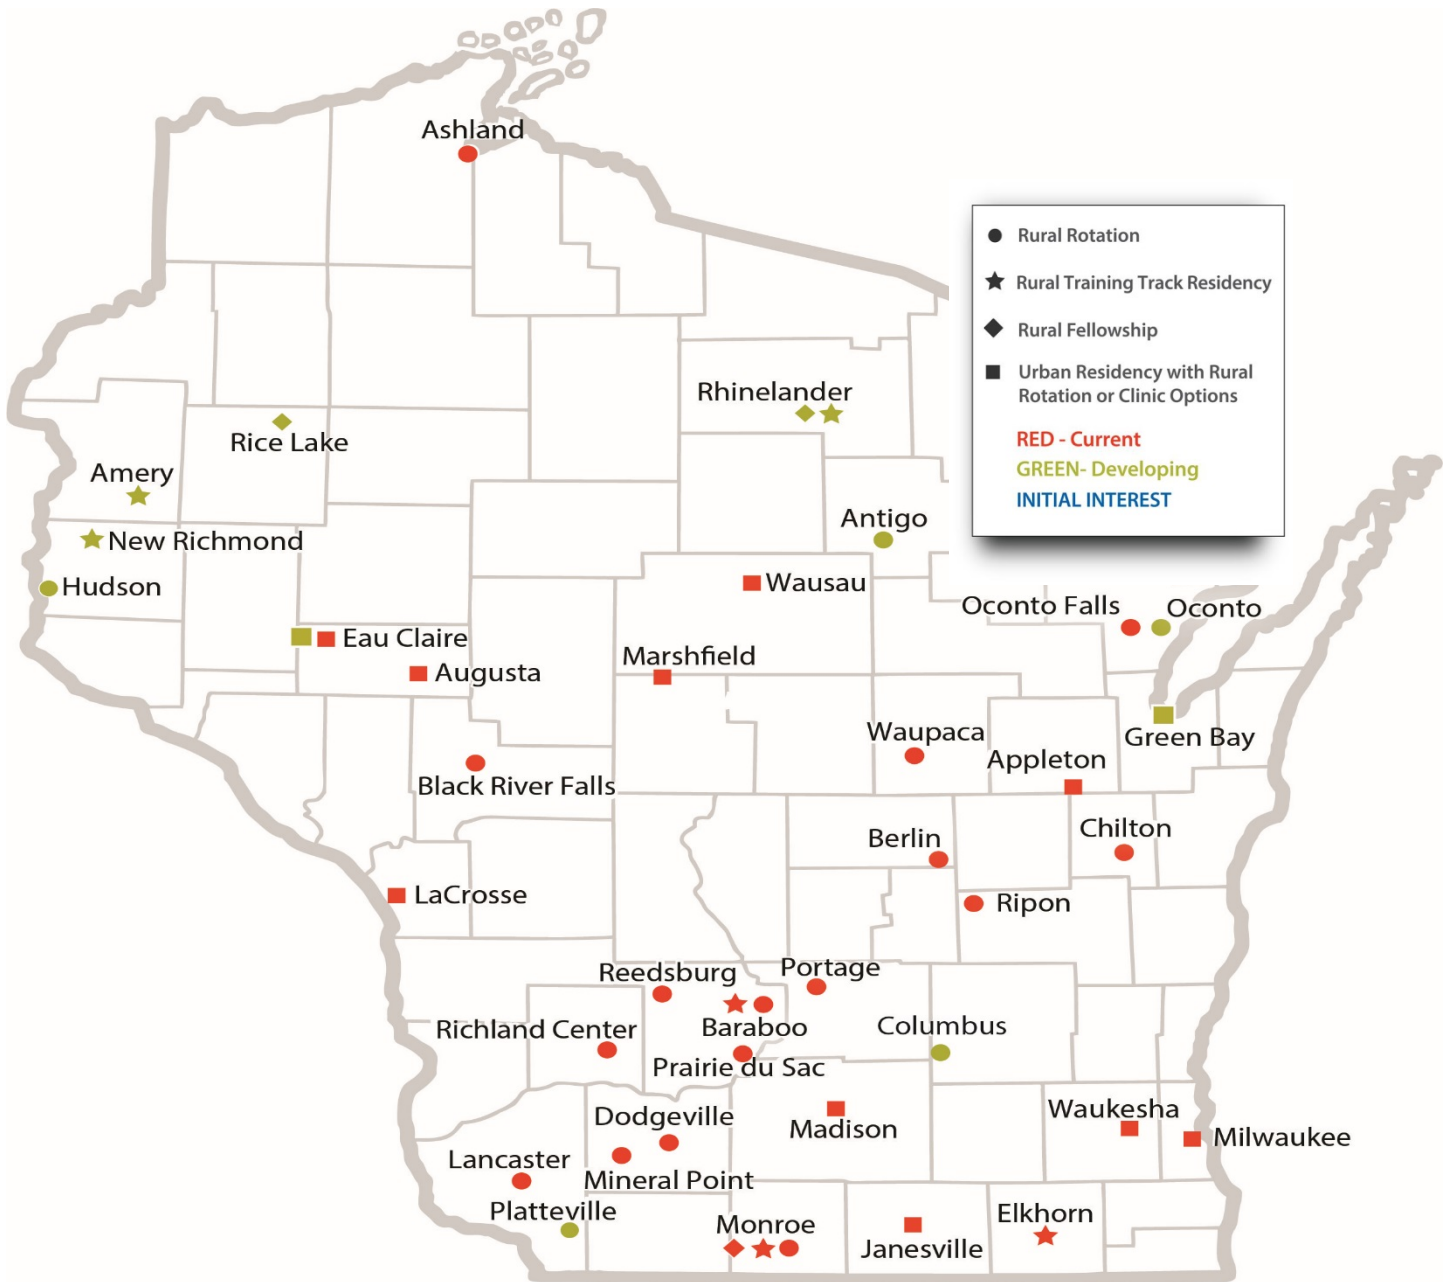 Ashland
Rural Rotation
Rural Training Track Residency
Rural Fellowship
Urban Residency with Rural
Rotation or Clinic Options
RED - Current
GREEN- Developing
INITIAL INTEREST
Rhinelander
Rice Lake
Amery
Antigo
New Richmond
Wausau
Hudson
Oconto Falls
Oconto
Eau Claire
Marshfield
Augusta
Waupaca
Green Bay
Appleton
Black River Falls
Chilton
Berlin
LaCrosse
Ripon
Portage
Reedsburg
Columbus
Baraboo
Richland Center
Prairie du Sac
Waukesha
Dodgeville
Madison
Milwaukee
Lancaster
Mineral Point
Platteville
Elkhorn
Monroe
Janesville